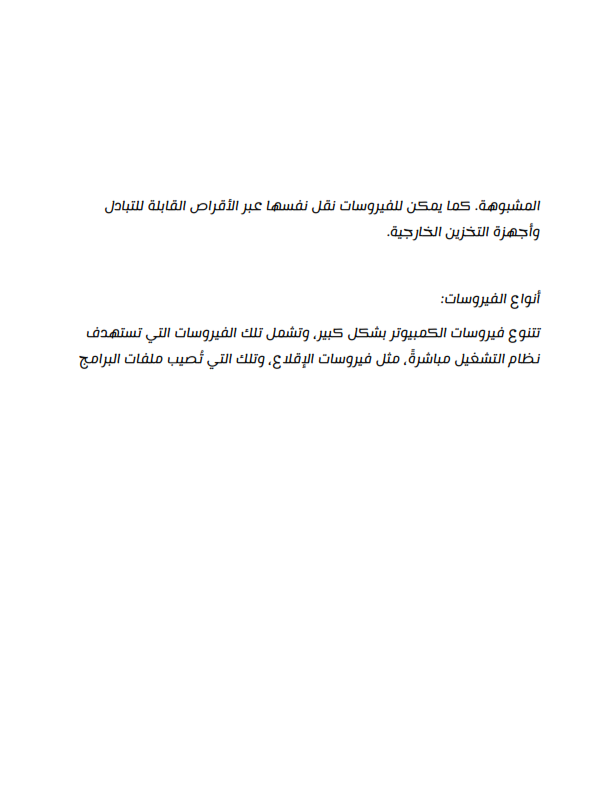 المشبوهة. كما يمكن للفيروسات نقل نفسها عبر الأقراص القابلة للتبادل
وأجهزة التخزين الخارجية.
أنواع الفيروسات:
تتنوع فيروسات الكمبيوتر بشكل كبير، وتشمل تلك الفيروسات التي تستهدف
نظام التشغيل مباشرةً، مثل فيروسات الإقلاع، وتلك التي تُصيب ملفات البرامج